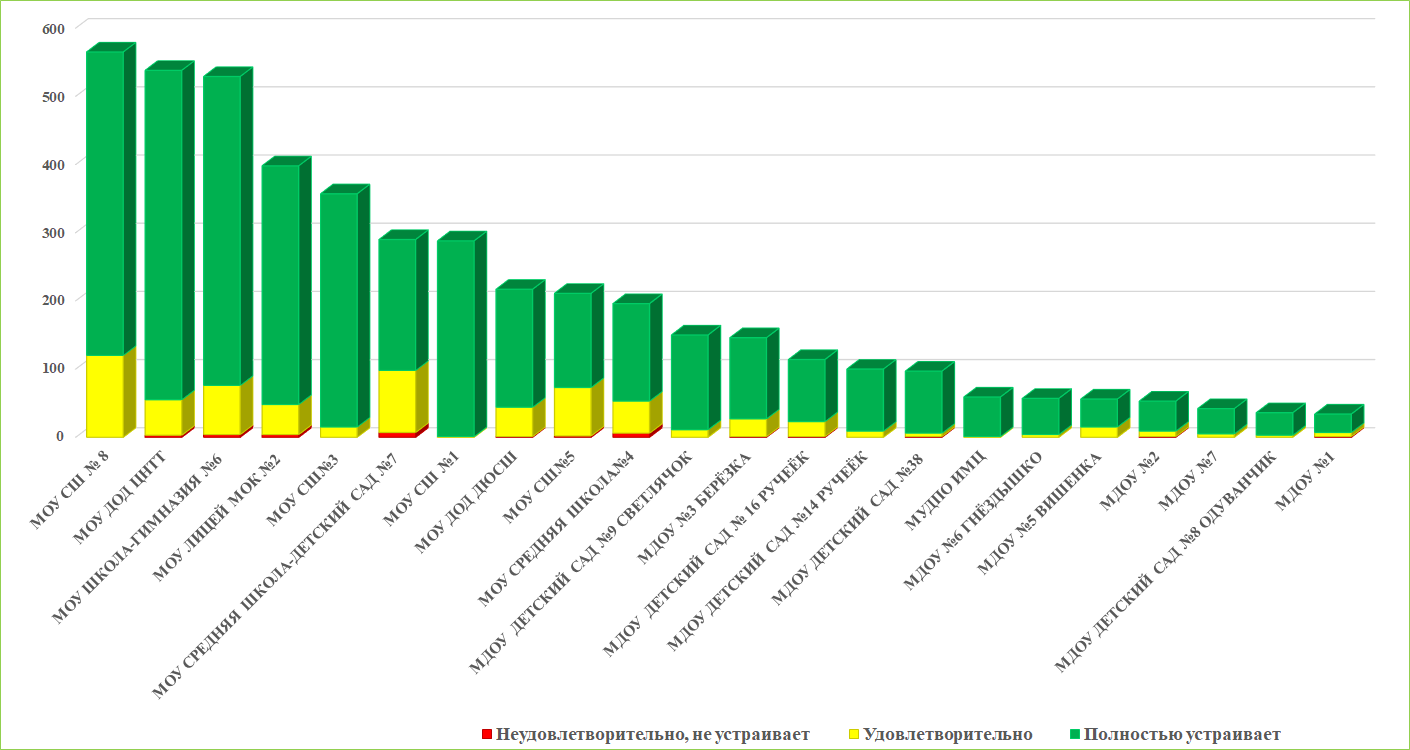 600
500
400
300
200
100
0
МОУ СШ № 8
МОУ ДОД ЦНТТ
МОУ ШКОЛА-ГИМНАЗИЯ №6
МОУ ЛИЦЕЙ МОК №2
МОУ СШ№3
МОУ СРЕДНЯЯ ШКОЛА-ДЕТСКИЙ САД №7
МОУ СШ №1
МОУ ДОД ДЮСШ
МОУ СШ№5
МОУ СРЕДНЯЯ ШКОЛА№4
МДОУ ДЕТСКИЙ САД №9 СВЕТЛЯЧОК
МДОУ №3 БЕРЁЗКА
МДОУ ДЕТСКИЙ САД № 16 РУЧЕЁК
МДОУ ДЕТСКИЙ САД №14 РУЧЕЁК
МДОУ ДЕТСКИЙ САД №38
МУДПО ИМЦ
МДОУ №6 ГНЁЗДЫШКО
МДОУ №5 ВИШЕНКА
МДОУ №2
МДОУ №7
МДОУ ДЕТСКИЙ САД №8 ОДУВАНЧИК
МДОУ №1
Неудовлетворительно, не устраивает
Удовлетворительно
Полностью устраивает